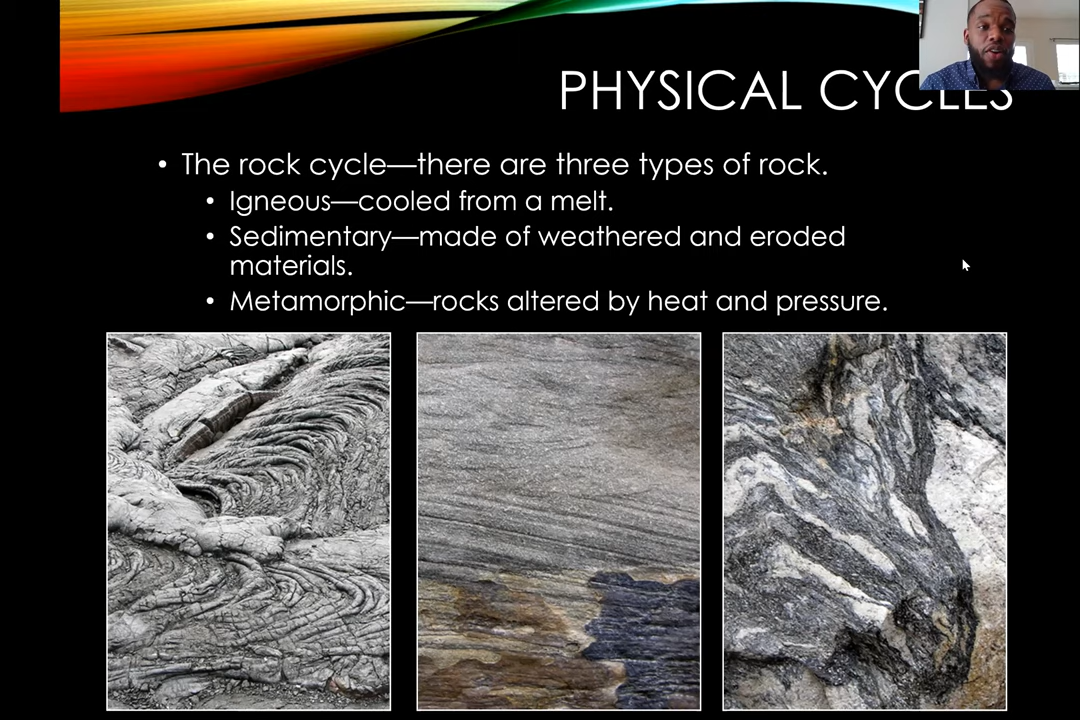 PHYSICAL CYCLES
• The rock cycle—there are three types of rock.
• Igneous—cooled from a melt.
• Sedimentary—made of weathered and eroded
materials.
• Metamorphic—rocks altered by heat and pressure.